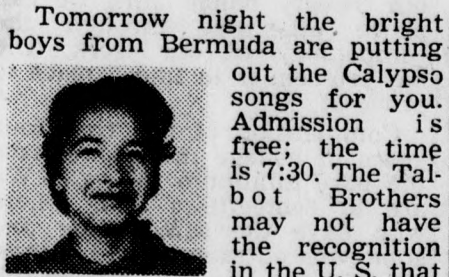 Tomorrow night the bright
boys from Bermuda are putting
out the Calypso
songs for you.
Admission is
free; the time
is 7:30. The Tal-
bot Brothers
may not have
the recognition
in the U. S. that